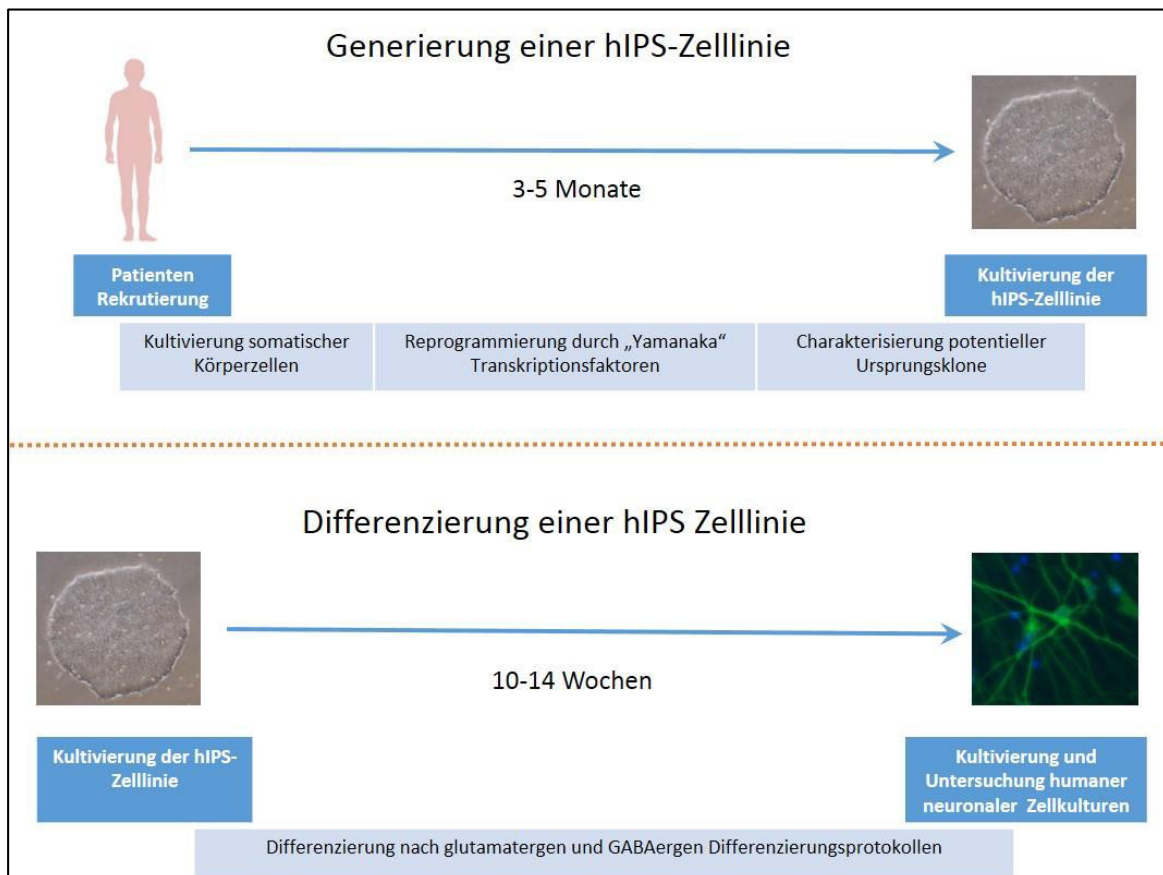 Generierung einer hIPS-Zelllinie
3-5 Monate
Patienten
Rekrutierung
Kultivierung der
hIPS-Zelllinie
Kultivierung somatischer
Körperzellen
Reprogrammierung durch „Yamanaka“
Transkriptionsfaktoren
Charakterisierung potentieller
Ursprungsklone
Differenzierung einer hIPS Zelllinie
10-14 Wochen
Kultivierung der hIPS-
Zelllinie
Kultivierung und
Untersuchung humaner
neuronaler Zellkulturen
Differenzierung nach glutamatergen und GABAergen Differenzierungsprotokollen